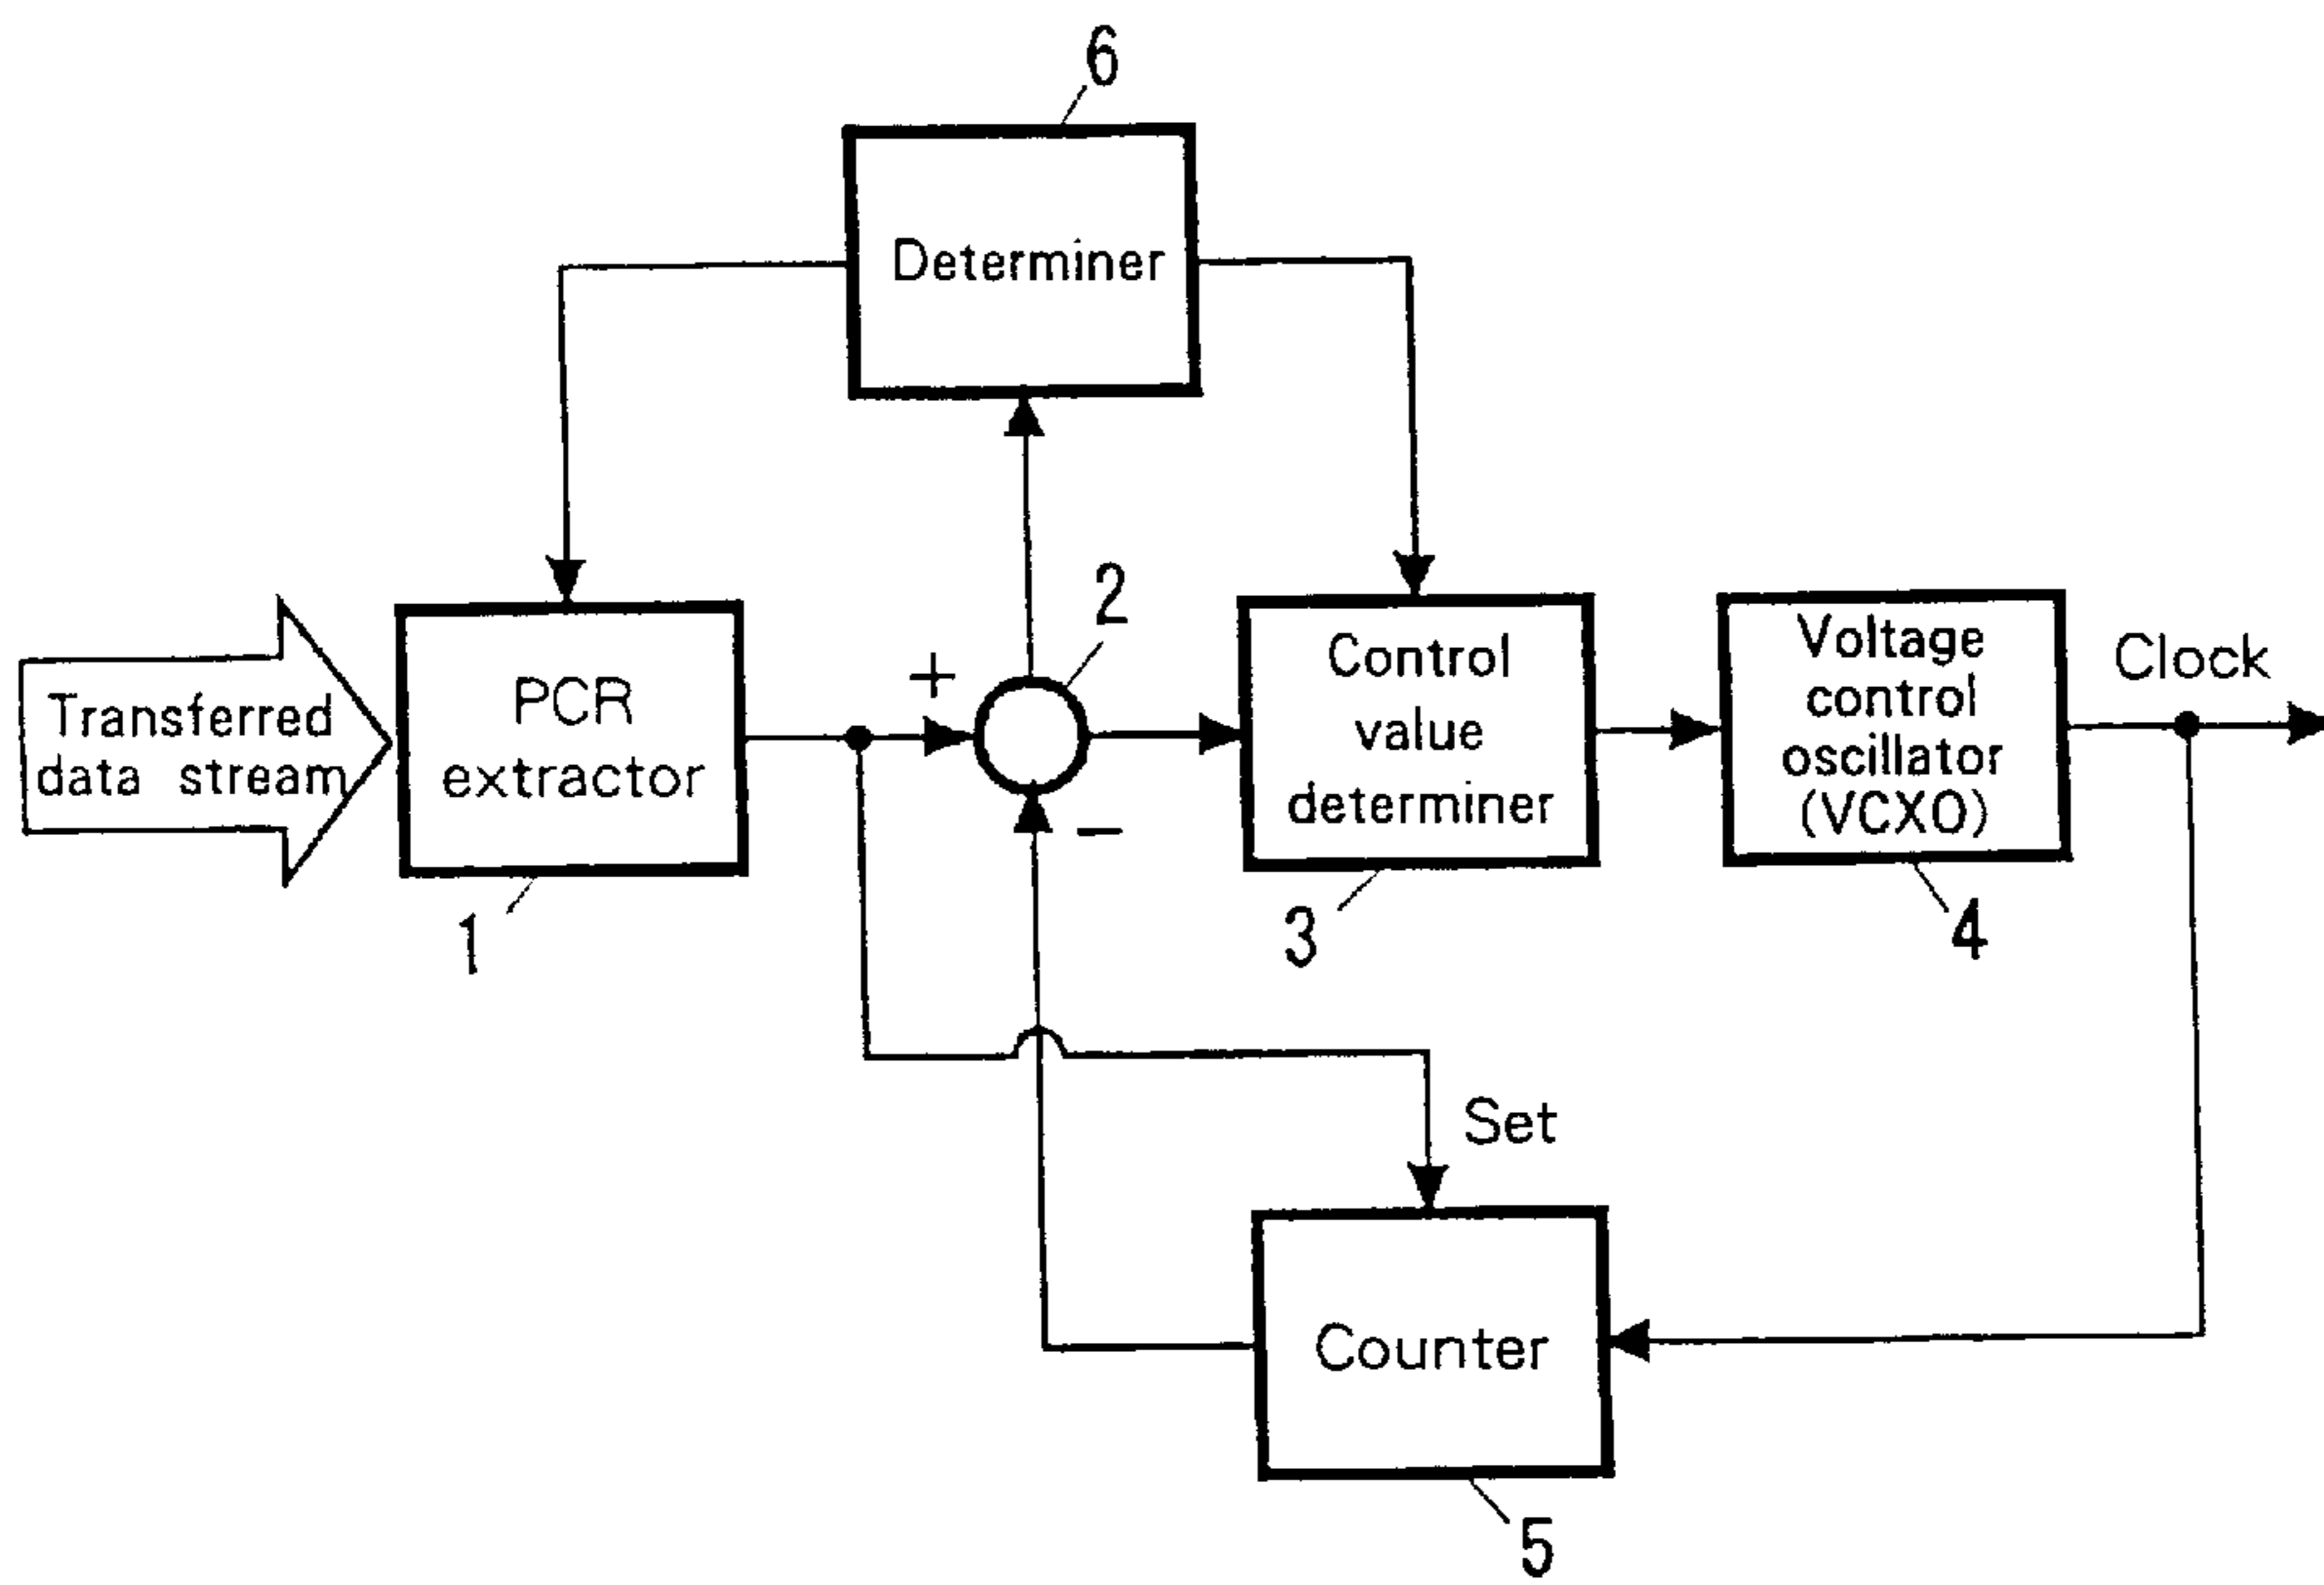 6
Determiner
2
+
−
Transferred
data stream
PCR
extractor
1
Control
value
determiner
3
Voltage
control
oscillator
(VCXO)
4
Clock
Set
Counter
5